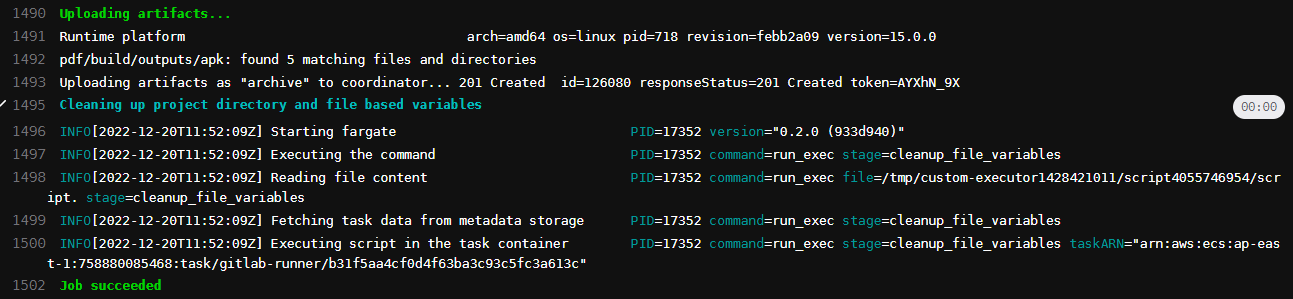 1490 Uploading artifacts...
1491 Runtime platform arch=amd64 os=linux pid=718 revision=febb2a09 version=15.0.0
1492 pdf/build/outputs/apk: found 5 matching files and directories
1493 Uploading artifacts as "archive" to coordinator... 201 Created id=126080 responseStatus=201 Created token=AYXhN_9X
1495 Cleaning up project directory and file based variables 00:00
1496 INFO[2022-12-20T11:52:09Z] Starting fargate PID=17352 version="0.2.0 (933d940)"
1497 INFO[2022-12-20T11:52:09Z] Executing the command PID=17352 command=run_exec stage=cleanup_file_variables
1498 INFO[2022-12-20T11:52:09Z] Reading file content PID=17352 command=run_exec file=/tmp/custom-executor1428421011/script4055746954/scr
ipt. stage=cleanup_file_variables
1499 INFO[2022-12-20T11:52:09Z] Fetching task data from metadata storage PID=17352 command=run_exec stage=cleanup_file_variables
1500 INFO[2022-12-20T11:52:09Z] Executing script in the task container PID=17352 command=run_exec stage=cleanup_file_variables taskARN="arn:aws:ecs:ap-eas
t-1:758880085468:task/gitlab-runner/b31f5aa4cf0d4f63ba3c93c5fc3a613c"
1502 Job succeeded